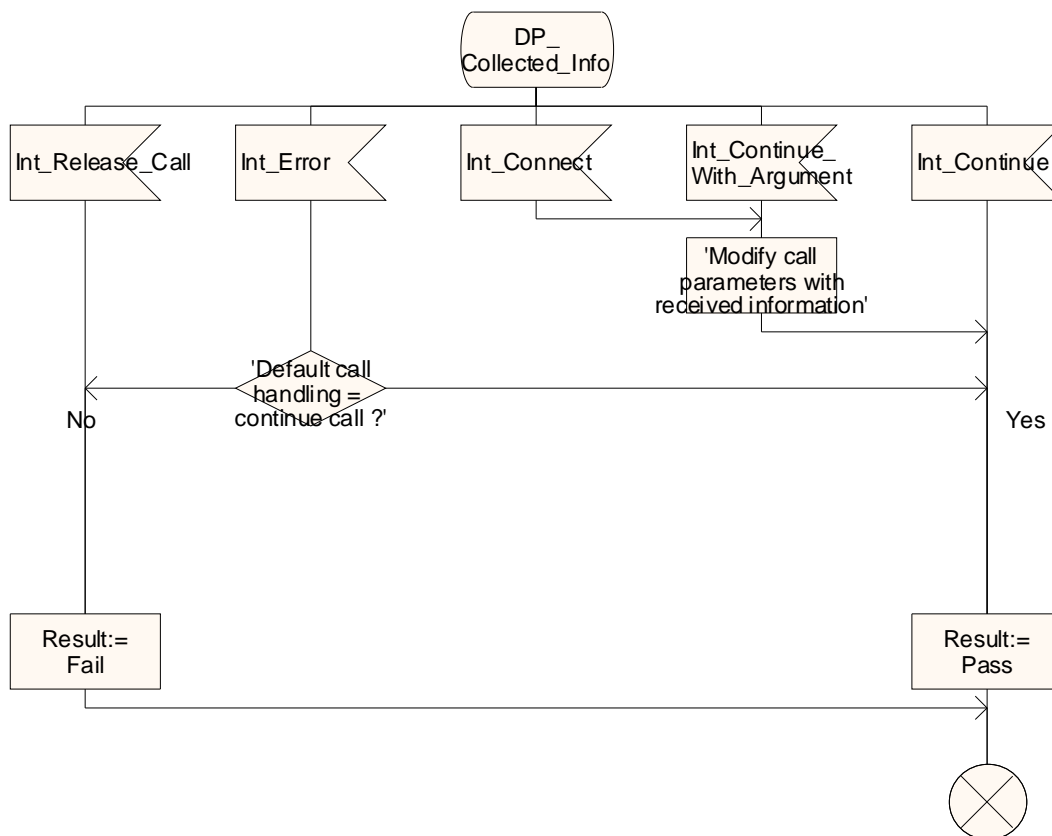 DP_
Collected_Info
Int_Release_Call
Int_Error
Int_Connect
Int_Continue_
With_Argument
Int_Continue
'Modify call
parameters with
received information'
'Default call
handling =
continue call ?'
No
Yes
Result:=
Fail
Result:=
Pass